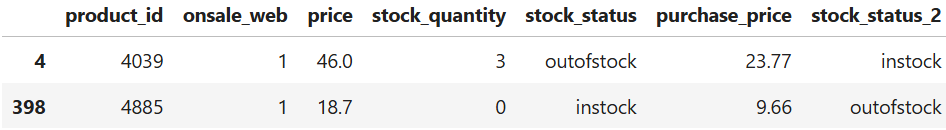 product_id onsale_web price stock_quantity stock_status purchase_price stock_status_2
4 4039 1 46.0 3 outofstock 23.77 instock
398 4885 1 18.7 0 instock 9.66 outofstock